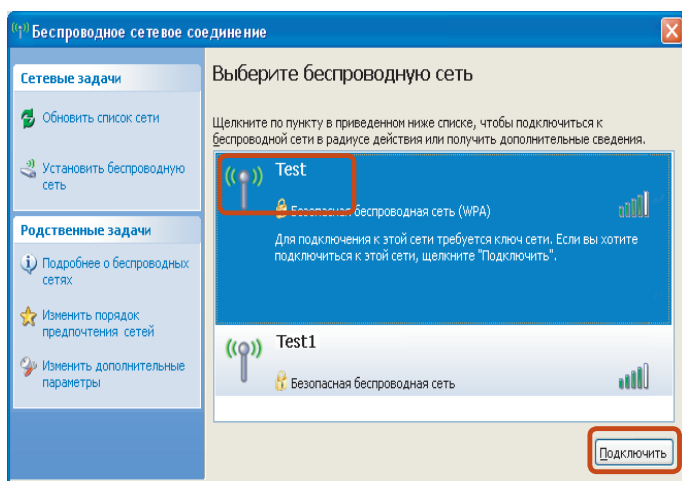 Беспроводное сетевое соединение
Сетевые задачи
Обновить список сети
Установить беспроводную
сеть
Родственные задачи
Подробнее о беспроводных
сетях
Изменить порядок
предпочтения сетей
Изменить дополнительные
параметры
Выберите беспроводную сеть
Щелкните по пункту в приведенном ниже списке, чтобы подключиться к
беспроводной сети в радиусе действия или получить дополнительные сведения.
Test
Безопасная беспроводная сеть (WPA)
Для подключения к этой сети требуется ключ сети. Если вы хотите
подключиться к этой сети, щелкните "Подключить".
Test1
Безопасная беспроводная сеть
Подключить